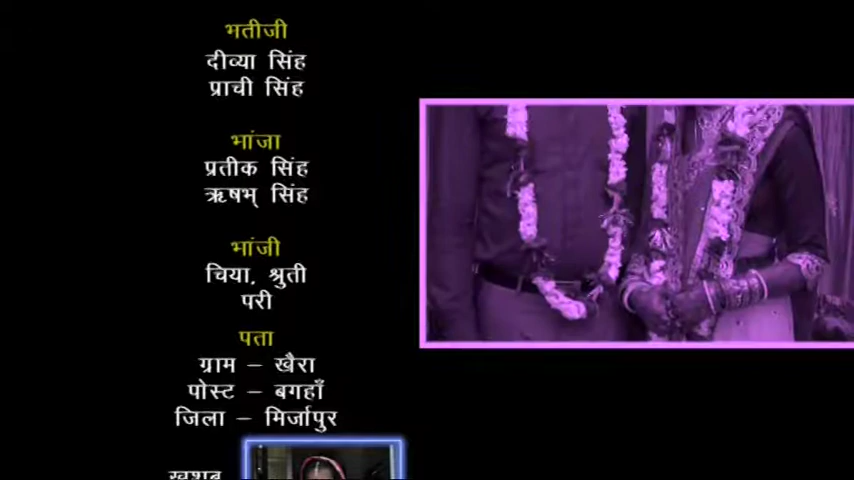 भतीजी
दीव्या सिंह
प्राची सिंह
भांजा
प्रतीक सिंह
ऋषभ् सिंह
भांजी
चिया, श्रुती
परी
पता
ग्राम – खैरा
पोस्ट – बगहाँ
जिला – मिर्जापुर